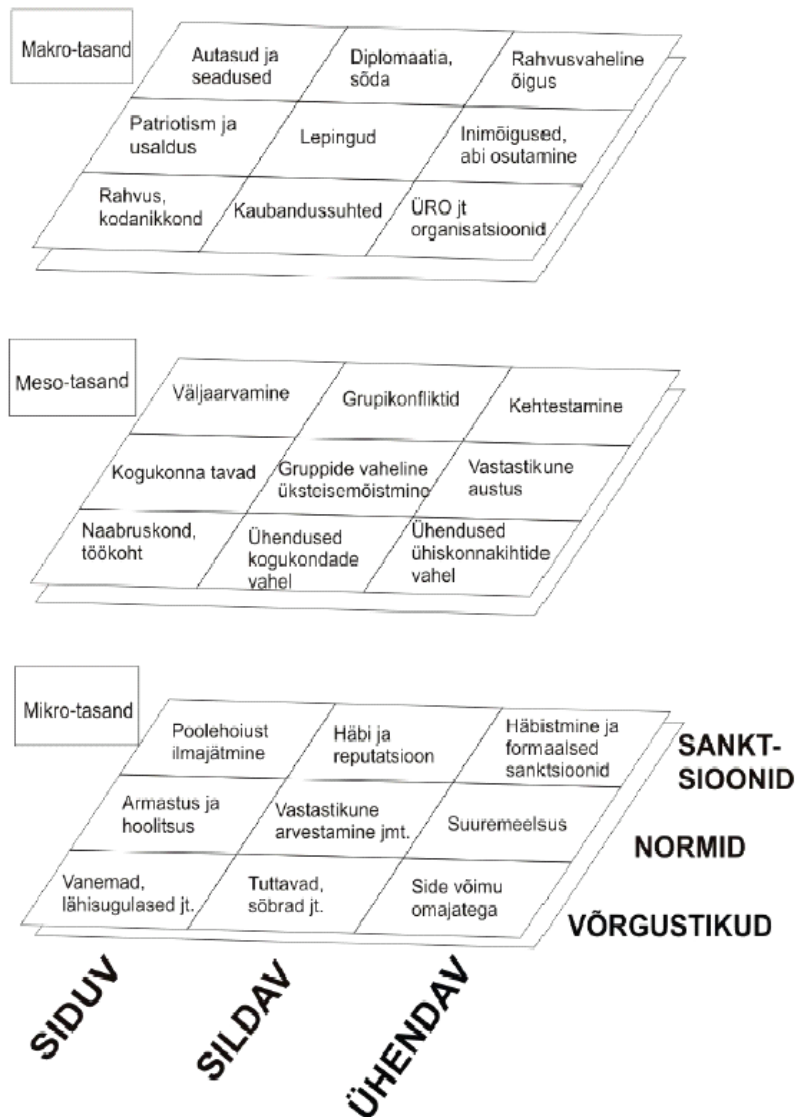 Makro-tasand
Autasud ja
seadused
Diplomaatia,
sõda
Rahvusvaheline
õigus
Patriotism ja
usaldus
Lepingud
Inimõigused,
abi osutamine
Rahvus,
kodanikkond
Kaubandussuhted
ÜRO jt
organisatsioonid
Meso-tasand
Väljaarvamine
Grupikonfliktid
Kehtestamine
Kogukonna tavad
Gruppide vaheline
üksteisemõistmine
Vastastikune
austus
Naabruskond,
töökoht
Ühendused
kogukondade
vahel
Ühendused
ühiskonnakihtide
vahel
Mikro-tasand
Poolehoiust
ilmajätmine
Häbi ja
reputatsioon
Häbistmine ja
formaalsed
sanktsioonid
SANKT-
SIOONID
Armastus ja
hoolitsus
Vastastikune
arvestamine jmt.
Suuremeelsus
NORMID
Vanemad,
lähisugulased jt.
Tuttavad,
sõbrad jt.
Side võimu
omajatega
VÕRGUSTIKUD
SIDUV
SILDAV
ÜHENDAV